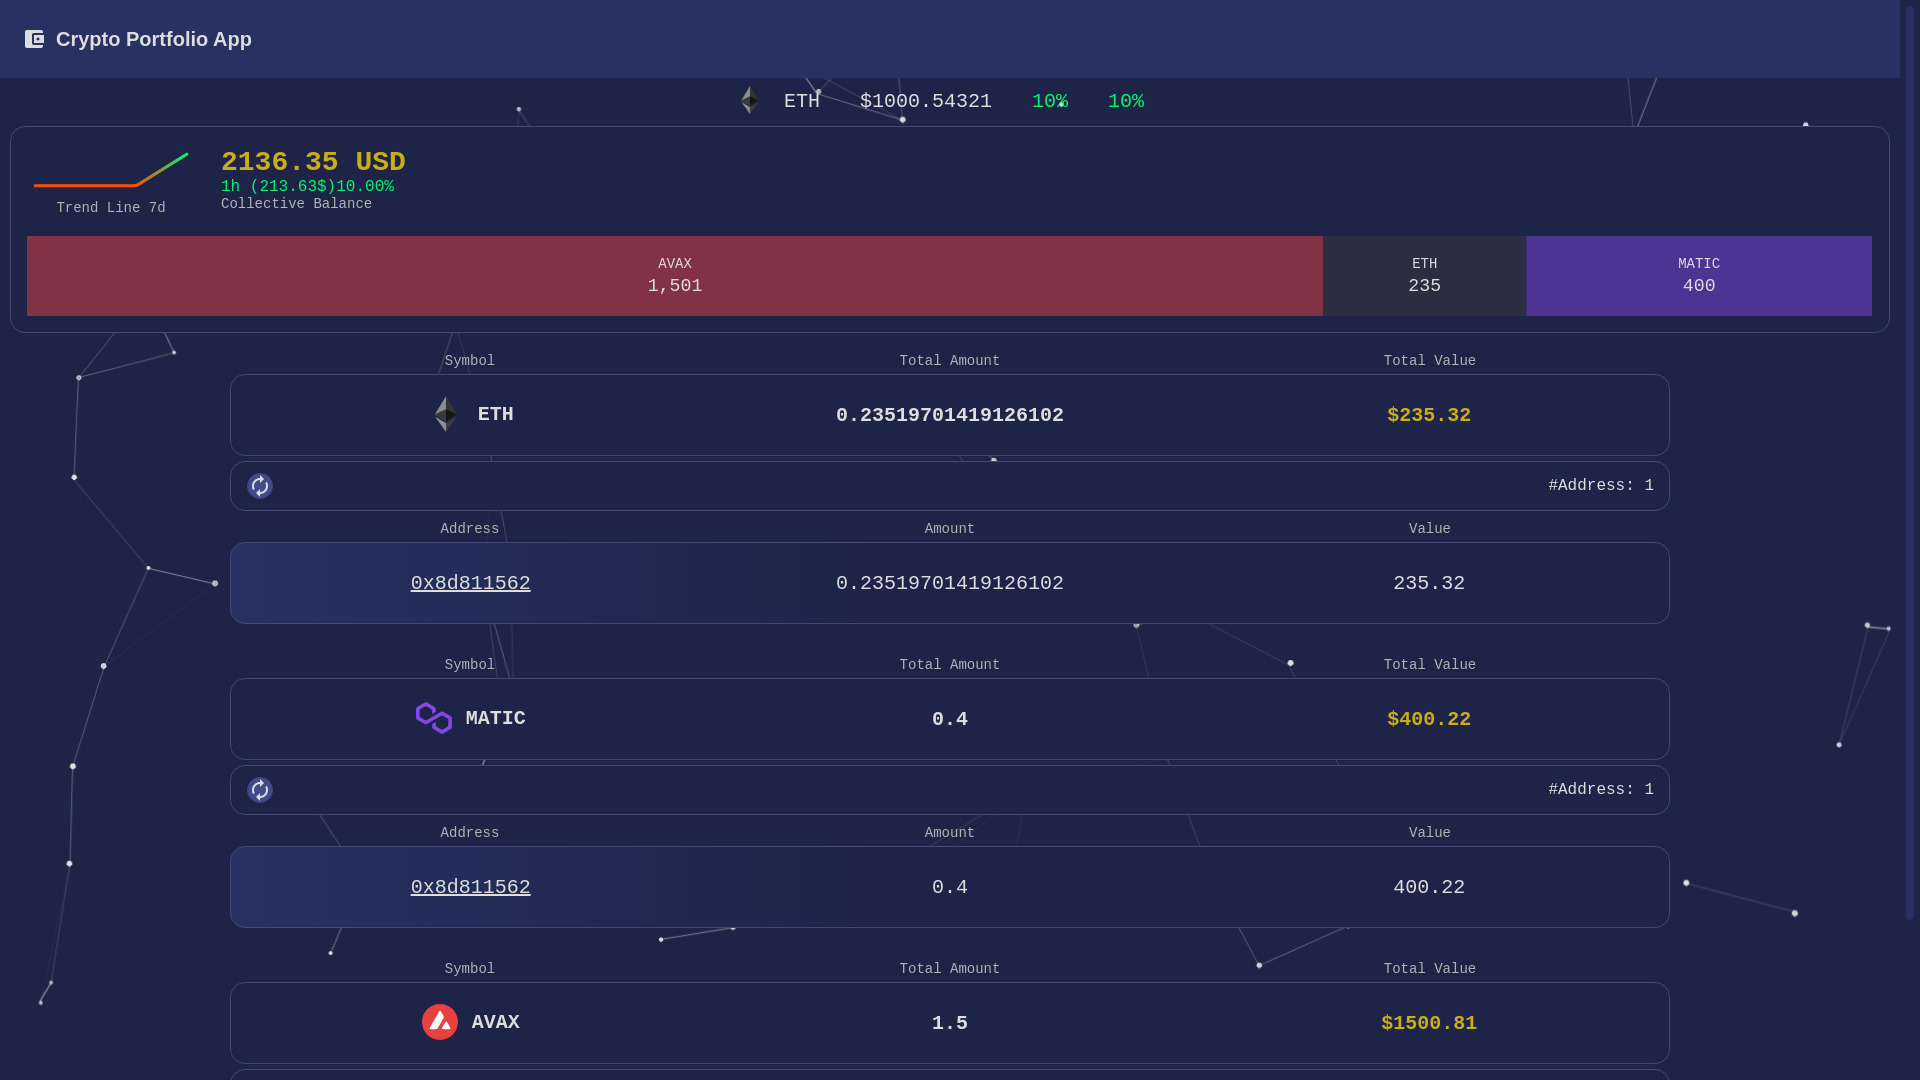 Crypto Portfolio App
ETH $1000.54321 10% 10%
2136.35 USD
1h (213.63$)10.00%
Collective Balance
Trend Line 7d
AVAX
1,501
ETH
235
MATIC
400
Symbol Total Amount Total Value
ETH 0.23519701419126102 $235.32
#Address: 1
Address Amount Value
0x8d811562 0.23519701419126102 235.32
Symbol Total Amount Total Value
MATIC 0.4 $400.22
#Address: 1
Address Amount Value
0x8d811562 0.4 400.22
Symbol Total Amount Total Value
AVAX 1.5 $1500.81